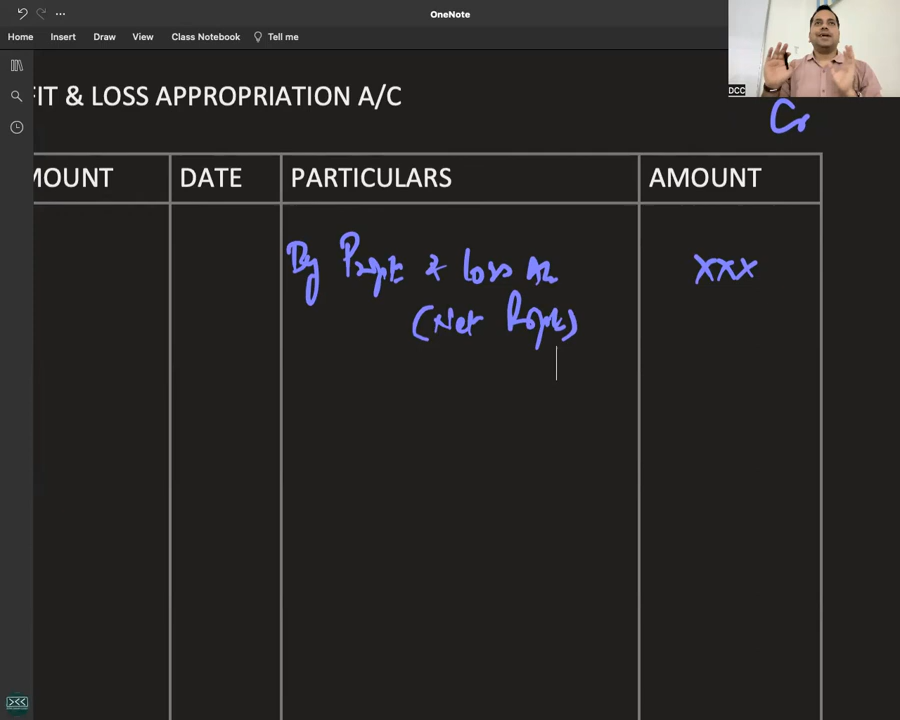 OneNote
Home Insert Draw View Class Notebook Tell me
DCC
FIT & LOSS APPROPRIATION A/C
Cr
MOUNT DATE PARTICULARS AMOUNT
By Profit & Loss A/c xxx
(Net Profit)